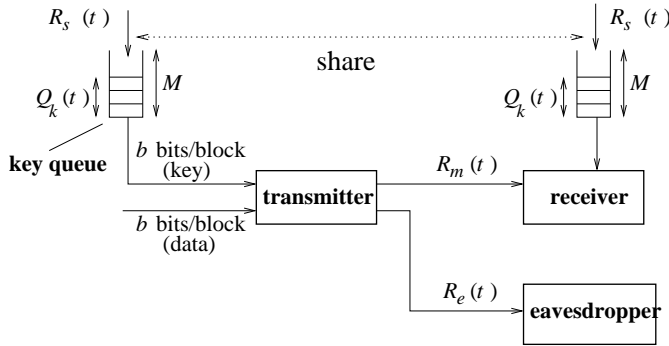 R_s(t)
R_s(t)
share
M
M
Q_k(t)
Q_k(t)
key queue
b bits/block
(key)
R_m(t)
transmitter
receiver
b bits/block
(data)
R_e(t)
eavesdropper